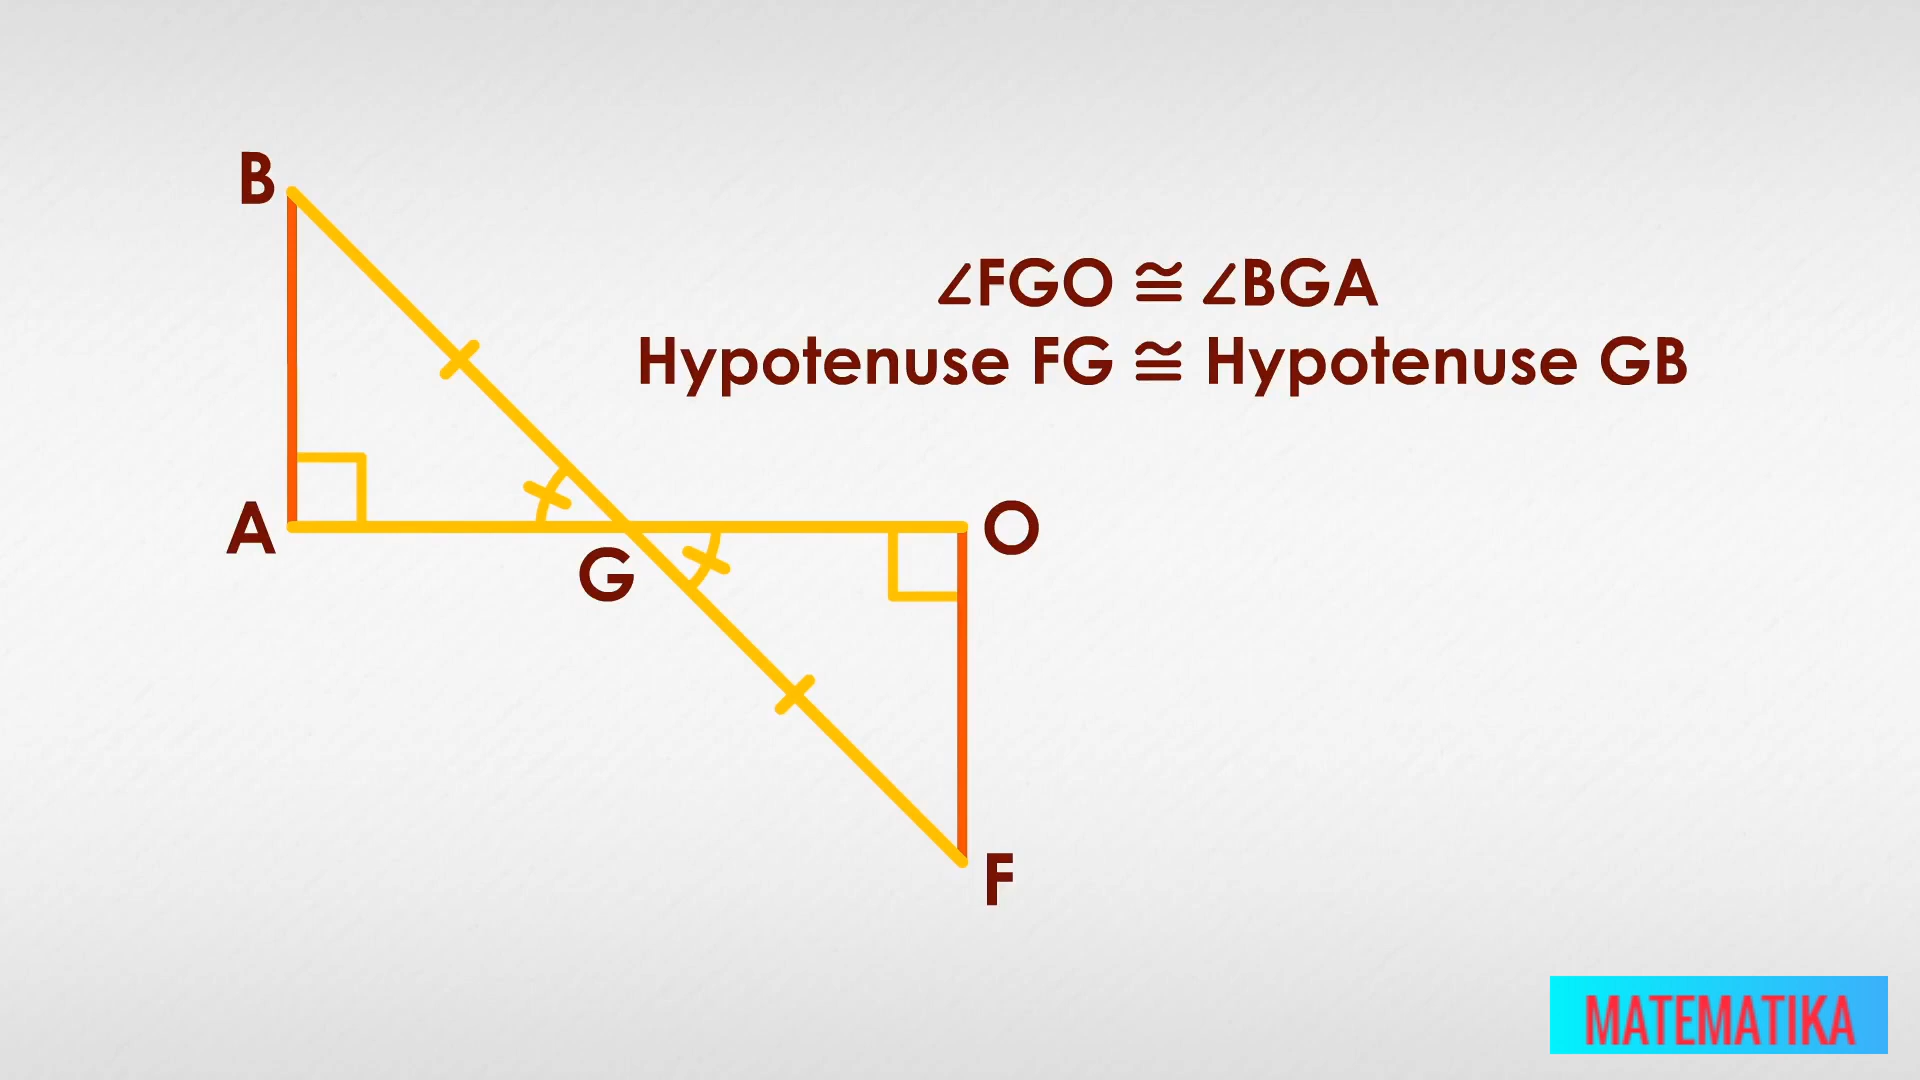 B
∠FGO ≅ ∠BGA
Hypotenuse FG ≅ Hypotenuse GB
A
O
G
F
MATEMATIKA